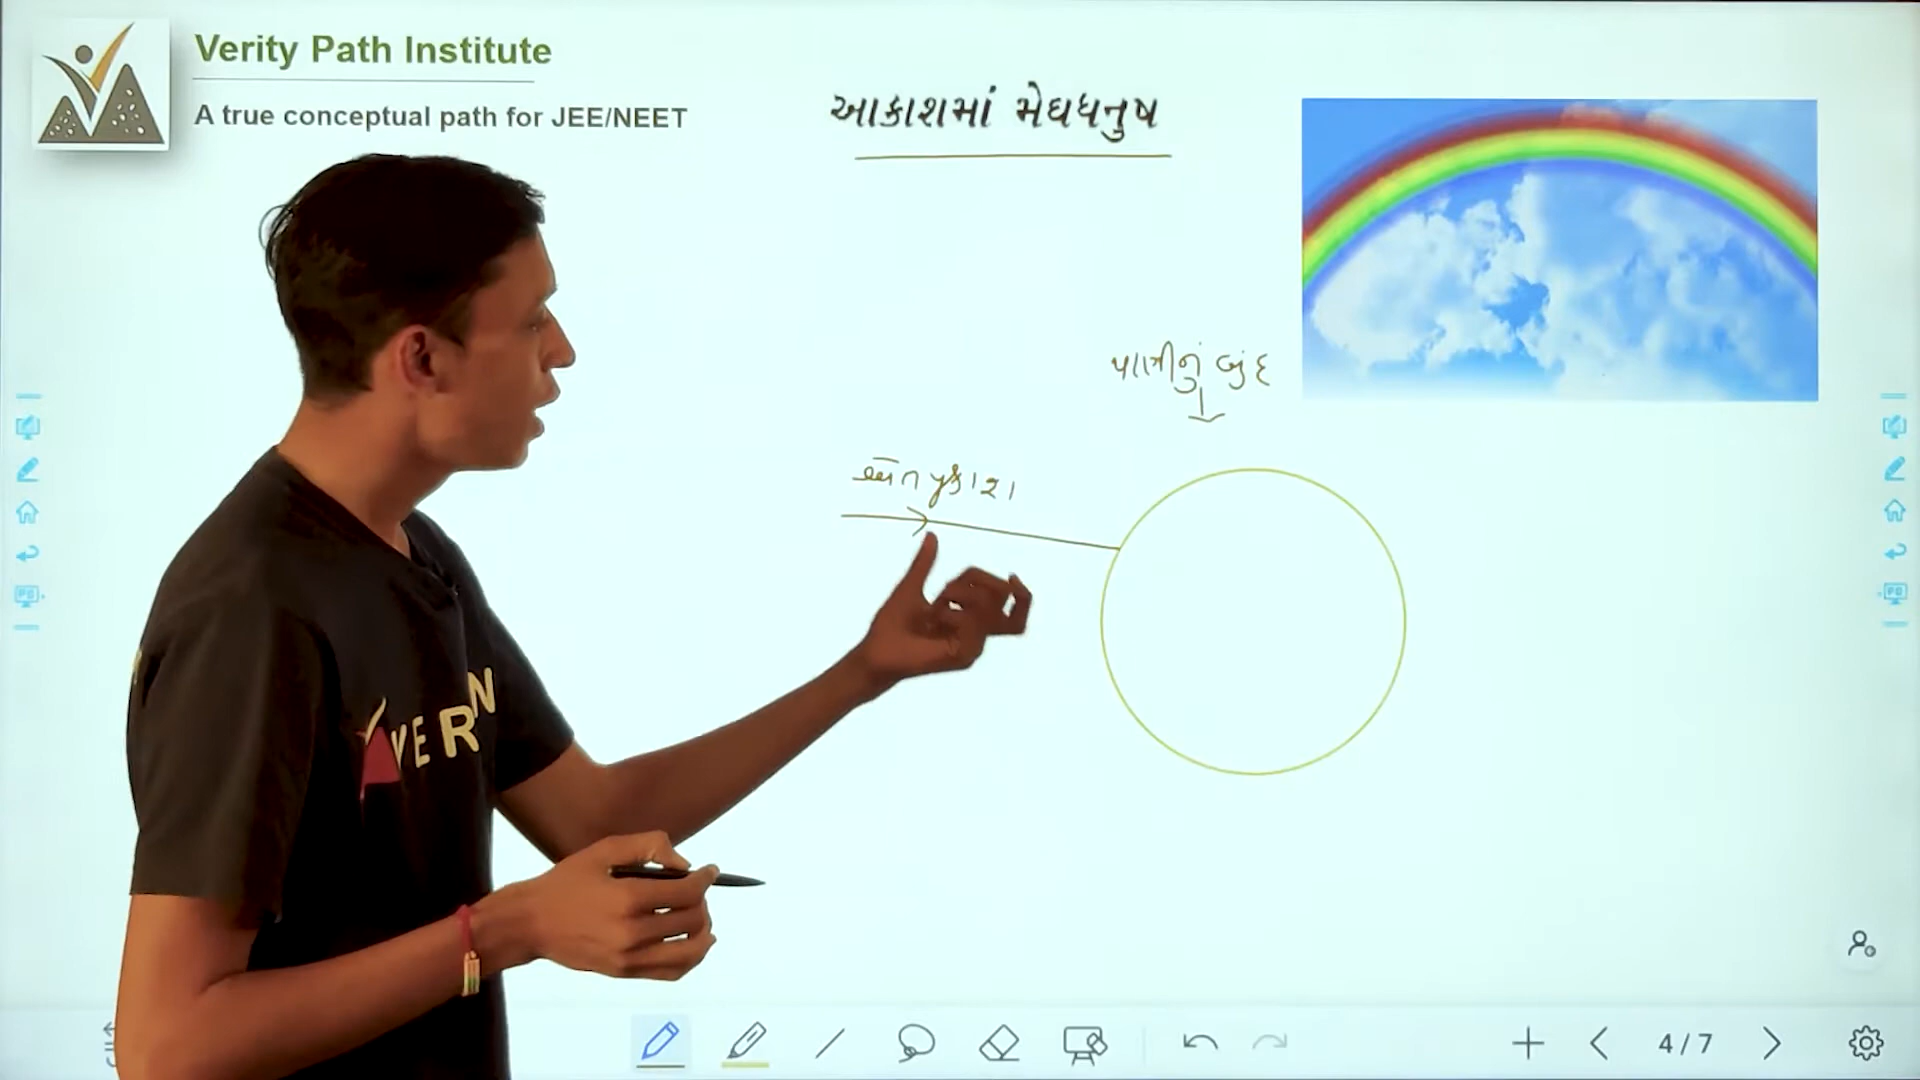 Verity Path Institute
A true conceptual path for JEE/NEET
આકાશમાં મેઘધનુષ
પાણીનું બુંદ
શ્વેત પ્રકાશ
4/7